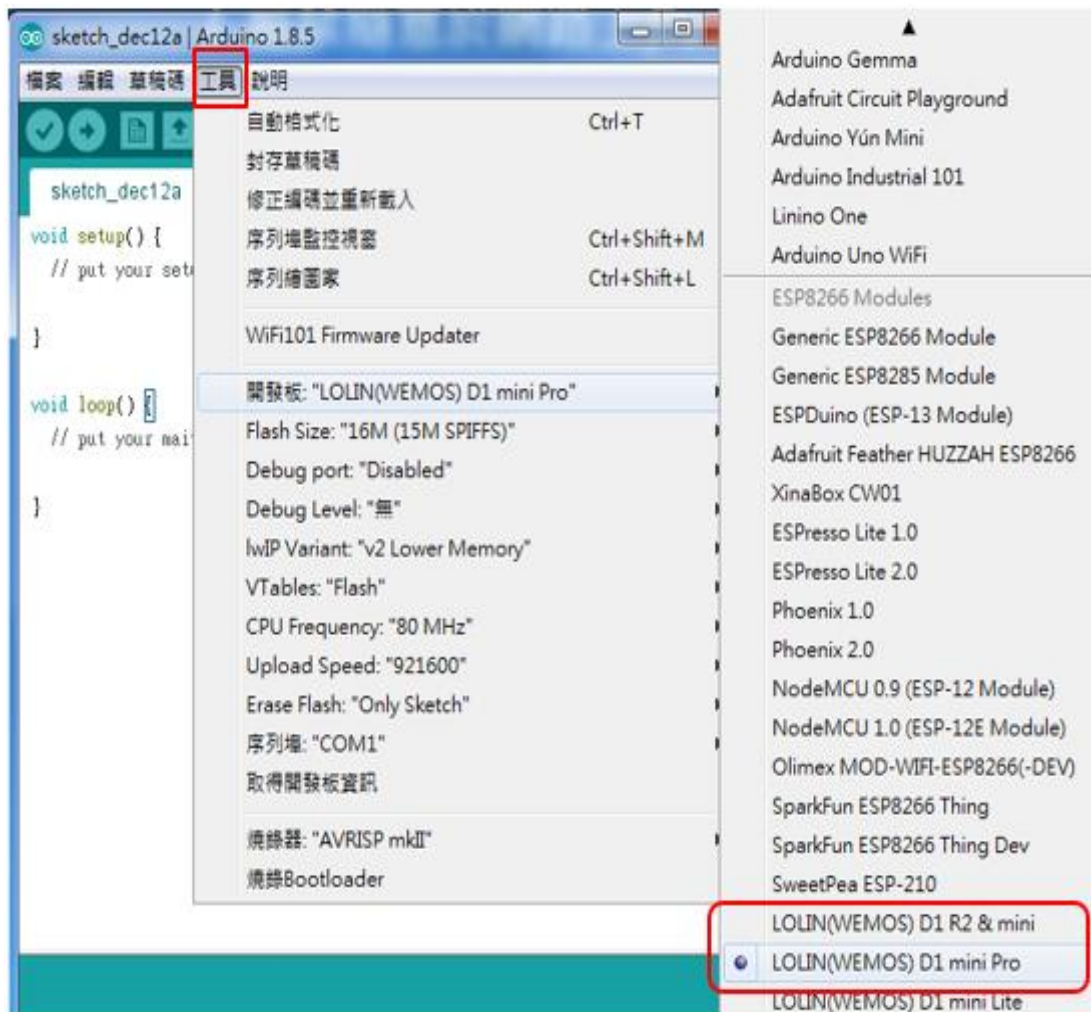 sketch_dec12a | Arduino 1.8.5
檔案 編輯 草稿碼 工具 說明
sketch_dec12a
void setup() {
// put your setu
}
void loop() {
// put your mai
}
自動格式化 Ctrl+T
封存草稿碼
修正編碼並重新載入
序列埠監控視窗 Ctrl+Shift+M
序列繪圖家 Ctrl+Shift+L
WiFi101 Firmware Updater
開發板: "LOLIN(WEMOS) D1 mini Pro"
Flash Size: "16M (15M SPIFFS)"
Debug port: "Disabled"
Debug Level: "無"
lwIP Variant: "v2 Lower Memory"
VTables: "Flash"
CPU Frequency: "80 MHz"
Upload Speed: "921600"
Erase Flash: "Only Sketch"
序列埠: "COM1"
取得開發板資訊
燒錄器: "AVRISP mkII"
燒錄Bootloader
Arduino Gemma
Adafruit Circuit Playground
Arduino Yún Mini
Arduino Industrial 101
Linino One
Arduino Uno WiFi
ESP8266 Modules
Generic ESP8266 Module
Generic ESP8285 Module
ESPDuino (ESP-13 Module)
Adafruit Feather HUZZAH ESP8266
XinaBox CW01
ESPresso Lite 1.0
ESPresso Lite 2.0
Phoenix 1.0
Phoenix 2.0
NodeMCU 0.9 (ESP-12 Module)
NodeMCU 1.0 (ESP-12E Module)
Olimex MOD-WIFI-ESP8266(-DEV)
SparkFun ESP8266 Thing
SparkFun ESP8266 Thing Dev
SweetPea ESP-210
LOLIN(WEMOS) D1 R2 & mini
LOLIN(WEMOS) D1 mini Pro
LOLIN(WEMOS) D1 mini Lite